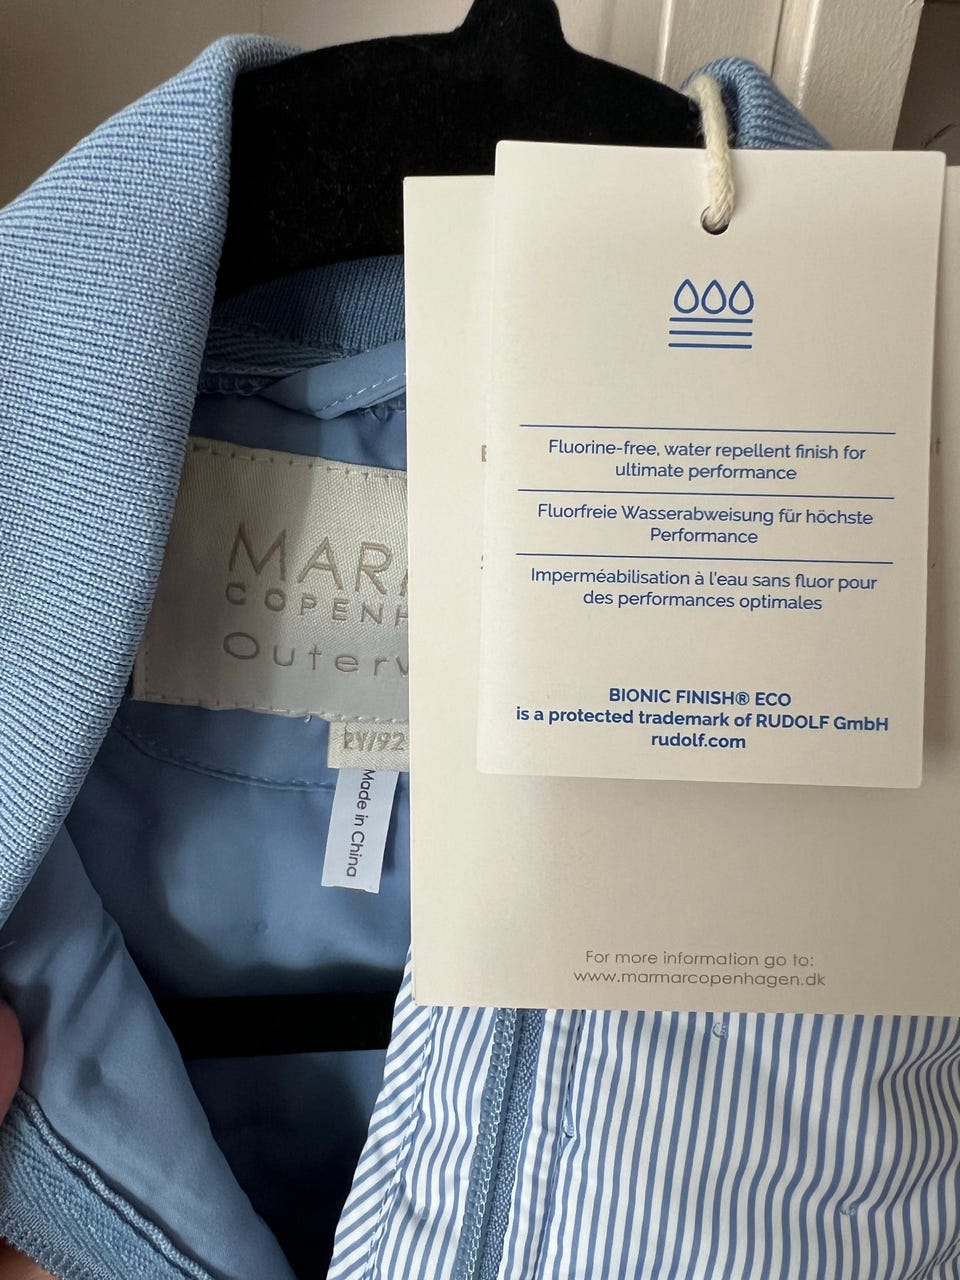 Fluorine-free, water repellent finish for
ultimate performance
Fluorfreie Wasserabweisung für höchste
Performance
Imperméabilisation à l'eau sans fluor pour
des performances optimales
BIONIC FINISH® ECO
is a protected trademark of RUDOLF GmbH
rudolf.com
For more information go to:
www.marmarcopenhagen.dk
2Y/92
Made in China